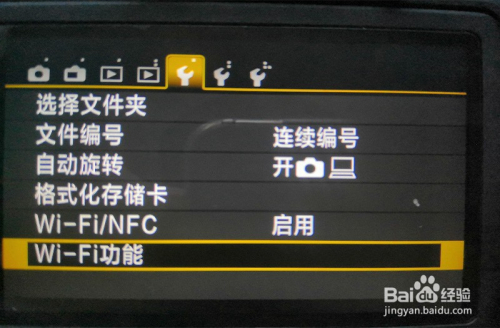 选择文件夹
文件编号 连续编号
自动旋转 开
格式化存储卡
Wi-Fi/NFC 启用
Wi-Fi功能
Bai度经验
jingyan.baidu.com